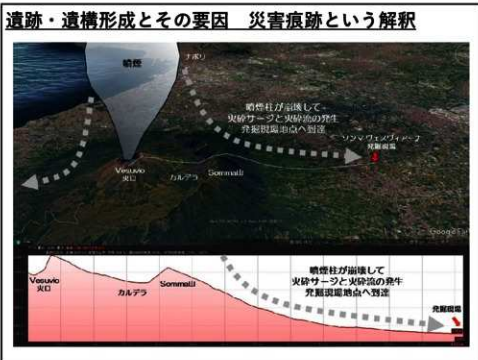 遺跡・遺構形成とその要因　災害痕跡という解釈
噴煙
ナポリ
噴煙柱が崩壊して
火砕サージと火砕流の発生
発掘現場地点へ到達
ソンマ・ヴェスヴィアーナ
発掘現場
Vesuvio
火口
カルデラ
Somma山
Google
噴煙柱が崩壊して
火砕サージと火砕流の発生
発掘現場地点へ到達
Vesuvio
火口
カルデラ
Somma山
発掘現場